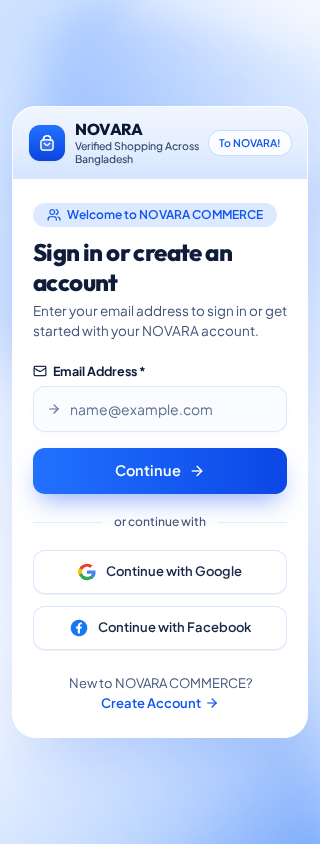 NOVARA
Verified Shopping Across
Bangladesh
To NOVARA!
Welcome to NOVARA COMMERCE
Sign in or create an
account
Enter your email address to sign in or get
started with your NOVARA account.
Email Address *
name@example.com
Continue
or continue with
Continue with Google
Continue with Facebook
New to NOVARA COMMERCE?
Create Account